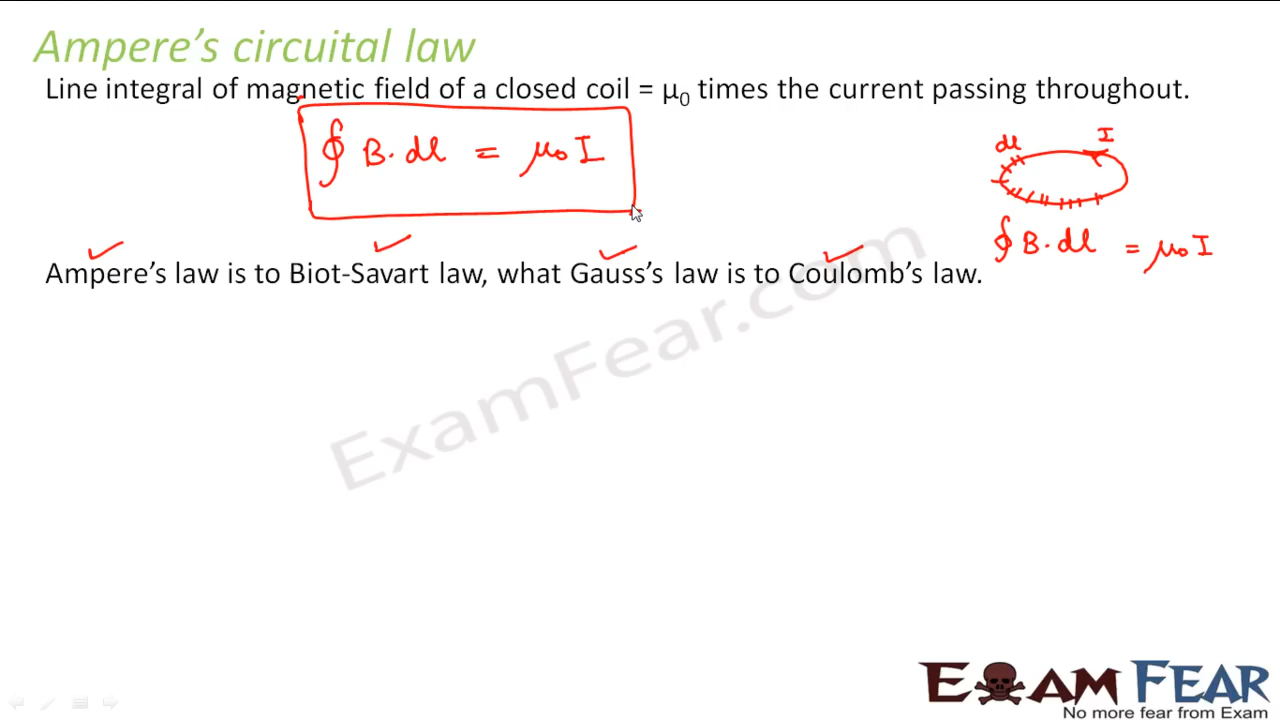 Ampere's circuital law
Line integral of magnetic field of a closed coil = μ₀ times the current passing throughout.
∮ B. dl = μ₀ I
dl I
∮ B. dl = μ₀ I
Ampere's law is to Biot-Savart law, what Gauss's law is to Coulomb's law.
ExamFear.com
EXAM FEAR
No more fear from Exam